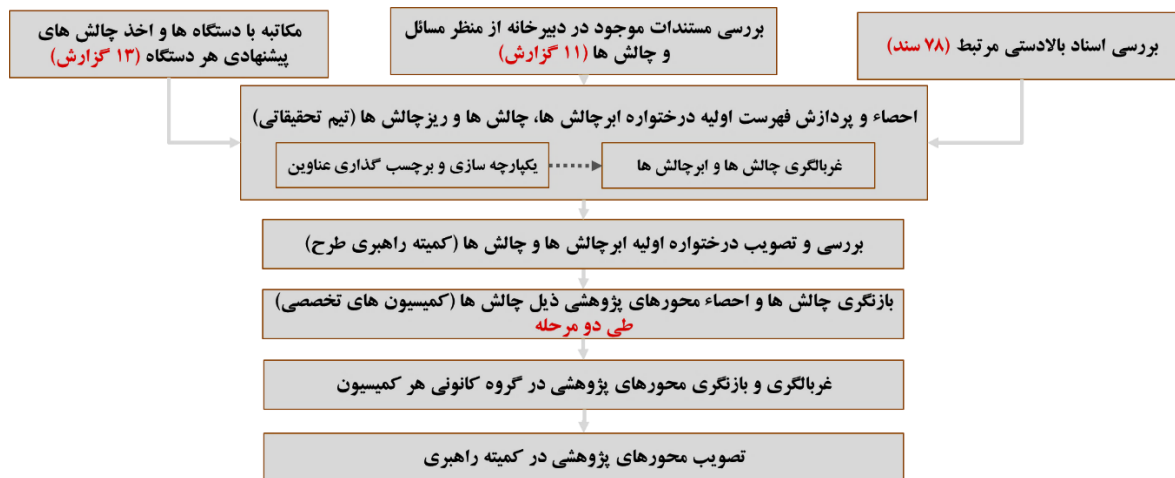 بررسی اسناد بالادستی مرتبط (۷۸ سند)
بررسی مستندات موجود در دبیرخانه از منظر مسائل
و چالش ها (۱۱ گزارش)
مکاتبه با دستگاه ها و اخذ چالش های
پیشنهادی هر دستگاه (۱۳ گزارش)
احصاء و پردازش فهرست اولیه درختواره ابرچالش ها، چالش ها و ریزچالش ها (تیم تحقیقاتی)
غربالگری چالش ها و ابرچالش ها
یکپارچه سازی و برچسب گذاری عناوین
بررسی و تصویب درختواره اولیه ابرچالش ها و چالش ها (کمیته راهبری طرح)
بازنگری چالش ها و احصاء محورهای پژوهشی ذیل چالش ها (کمیسیون های تخصصی)
طی دو مرحله
غربالگری و بازنگری محورهای پژوهشی در گروه کانونی هر کمیسیون
تصویب محورهای پژوهشی در کمیته راهبری